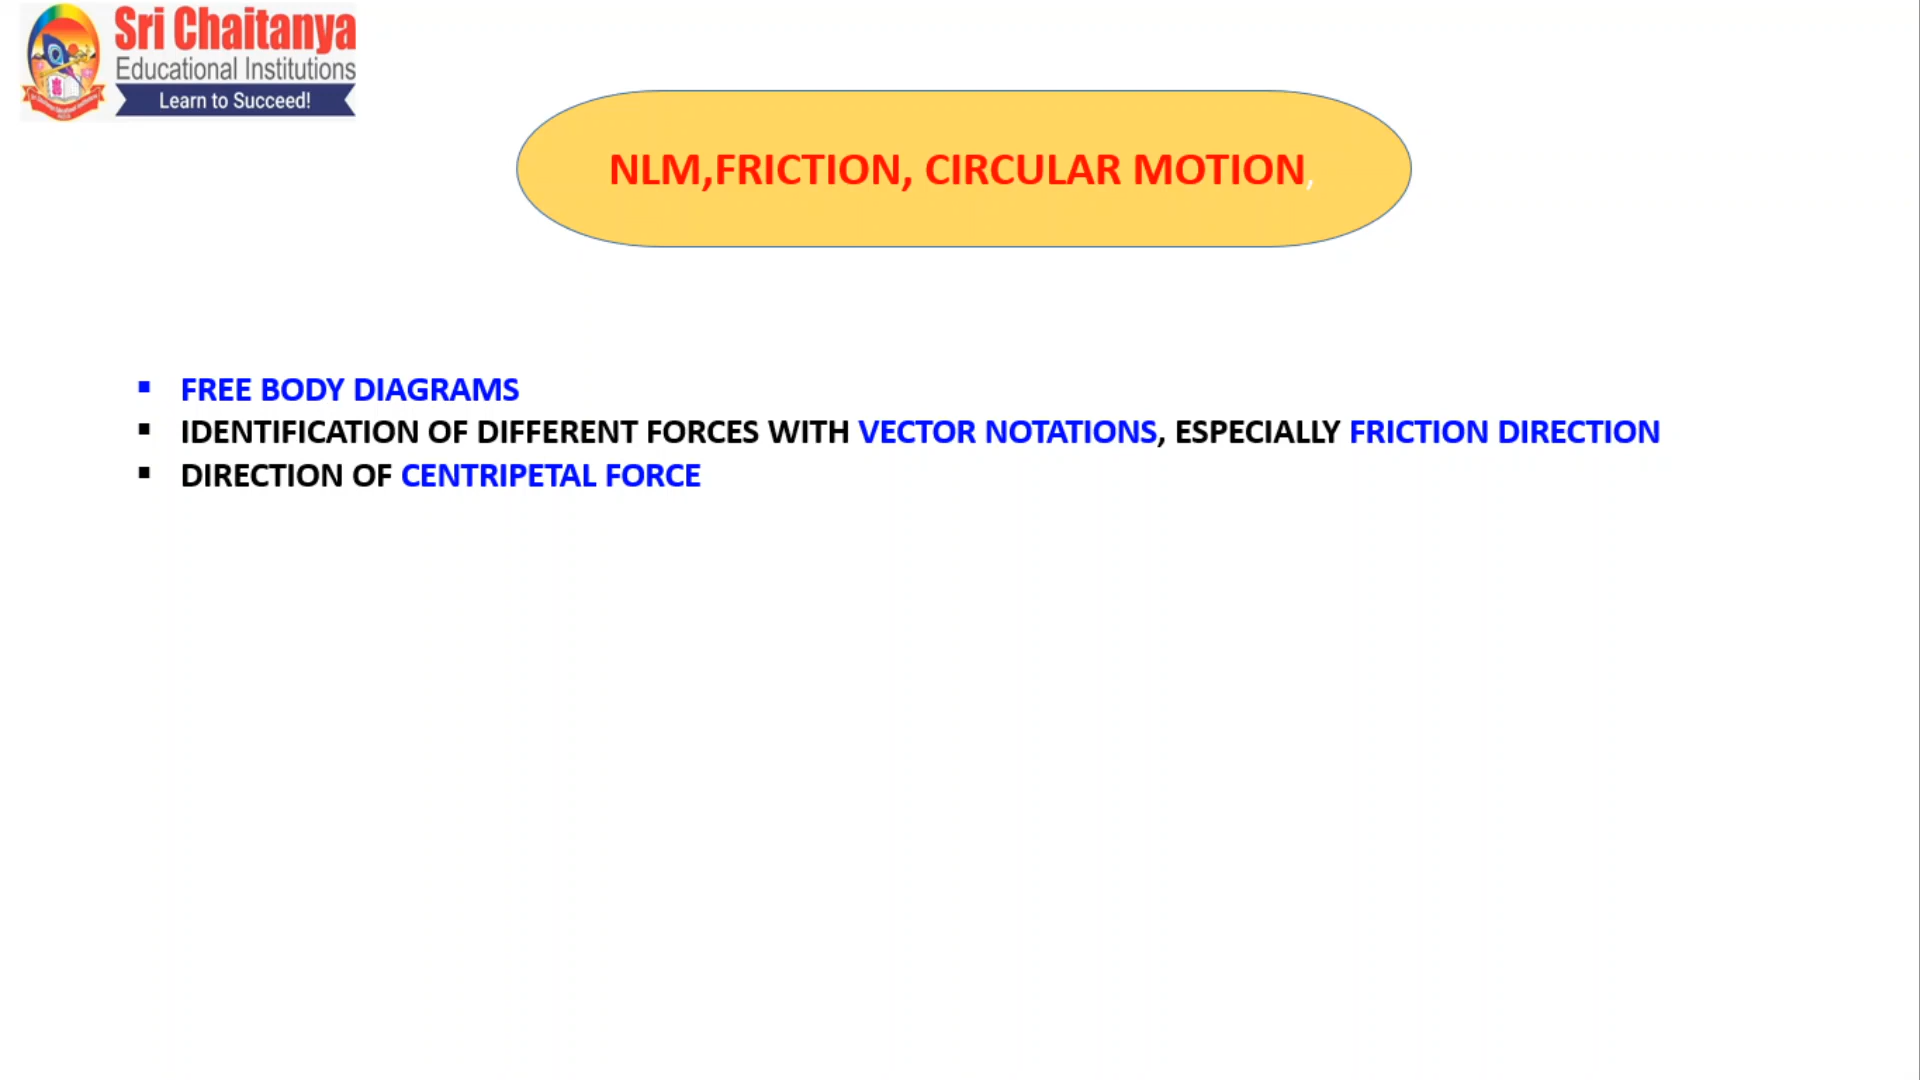 Sri Chaitanya
Educational Institutions
Learn to Succeed!
NLM,FRICTION, CIRCULAR MOTION,
▪ FREE BODY DIAGRAMS
▪ IDENTIFICATION OF DIFFERENT FORCES WITH VECTOR NOTATIONS, ESPECIALLY FRICTION DIRECTION
▪ DIRECTION OF CENTRIPETAL FORCE